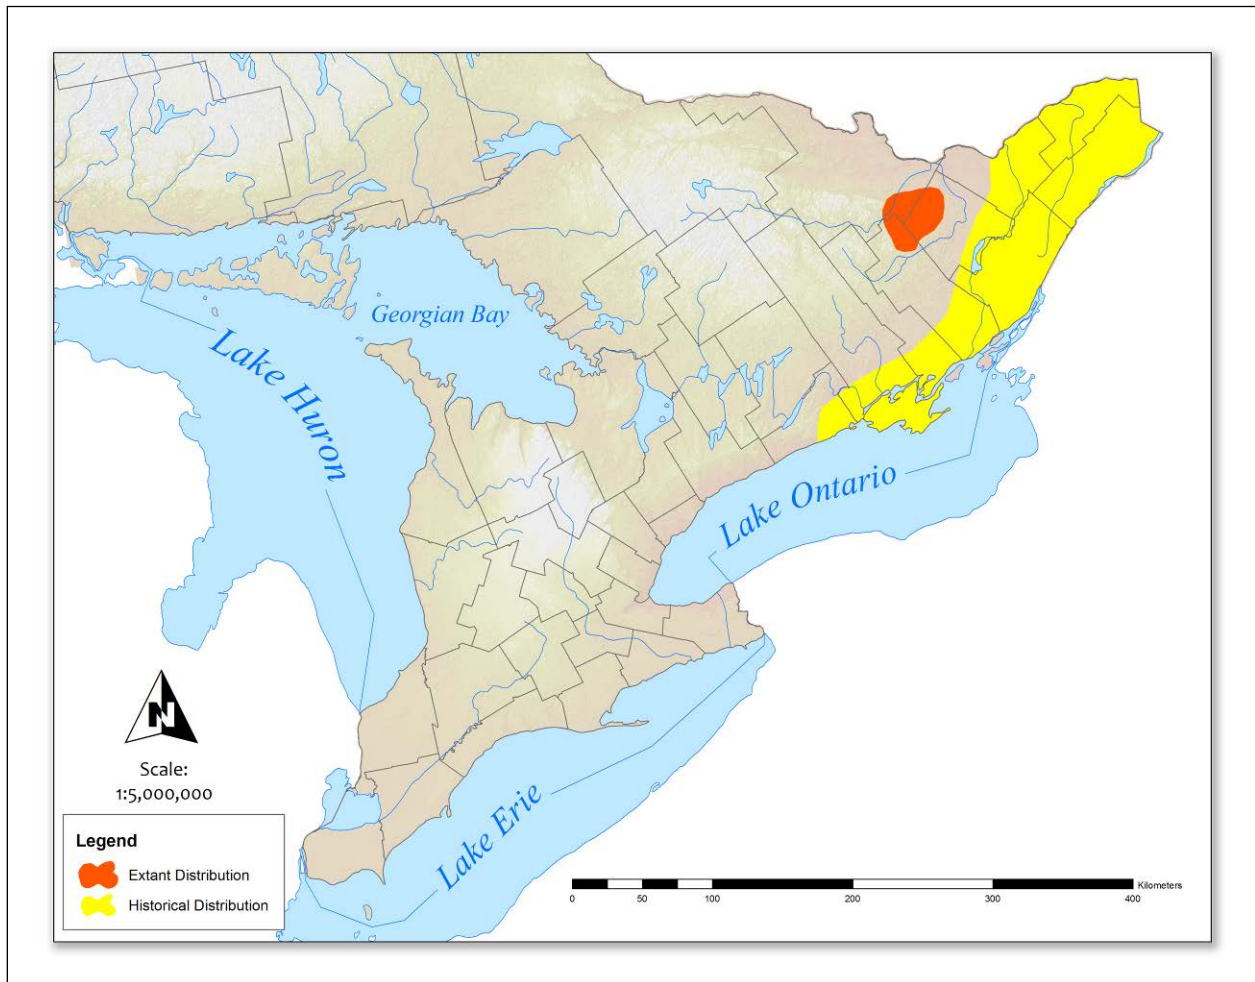 Georgian Bay
Lake Huron
Lake Ontario
Lake Erie
N
Scale:
1:5,000,000
Legend
Extant Distribution
Historical Distribution
Kilometers
0 50 100 200 300 400